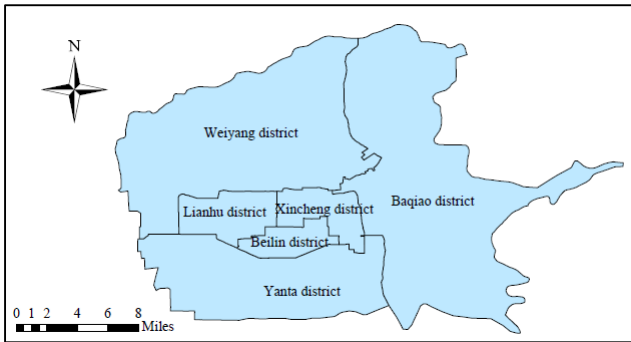 N
Weiyang district
Baqiao district
Lianhu district
Xincheng district
Beilin district
Yanta district
0 1 2 4 6 8
Miles